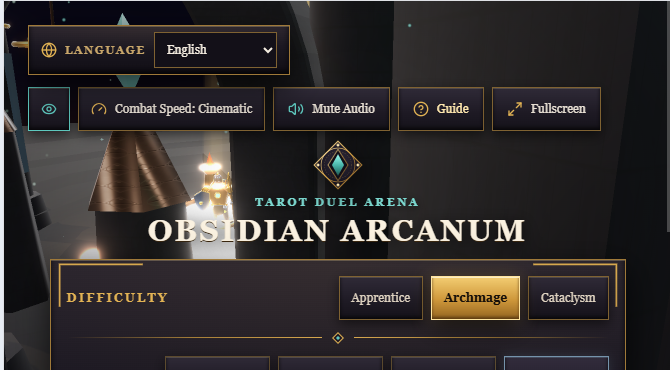 LANGUAGE English
Combat Speed: Cinematic Mute Audio Guide Fullscreen
TAROT DUEL ARENA
OBSIDIAN ARCANUM
DIFFICULTY Apprentice Archmage Cataclysm